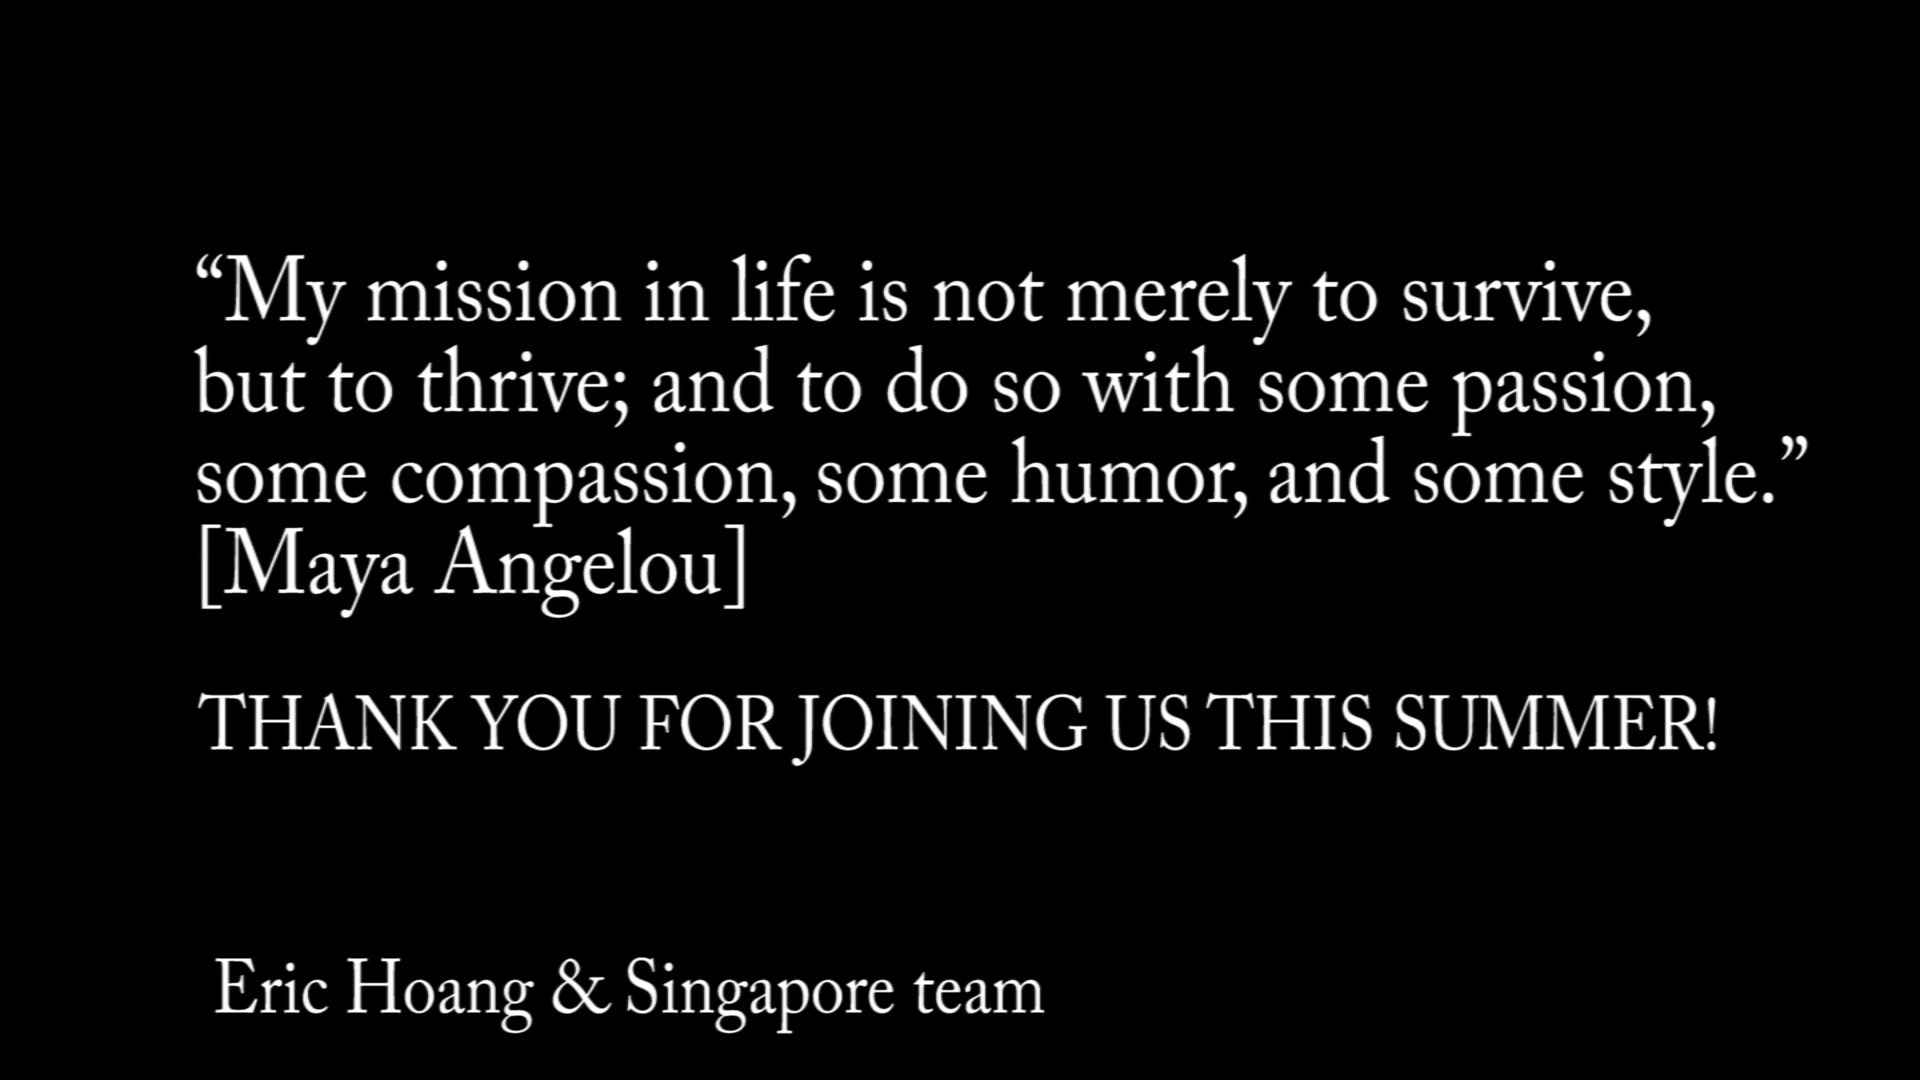 “My mission in life is not merely to survive,
but to thrive; and to do so with some passion,
some compassion, some humor, and some style.”
[Maya Angelou]
THANK YOU FOR JOINING US THIS SUMMER!
Eric Hoang & Singapore team